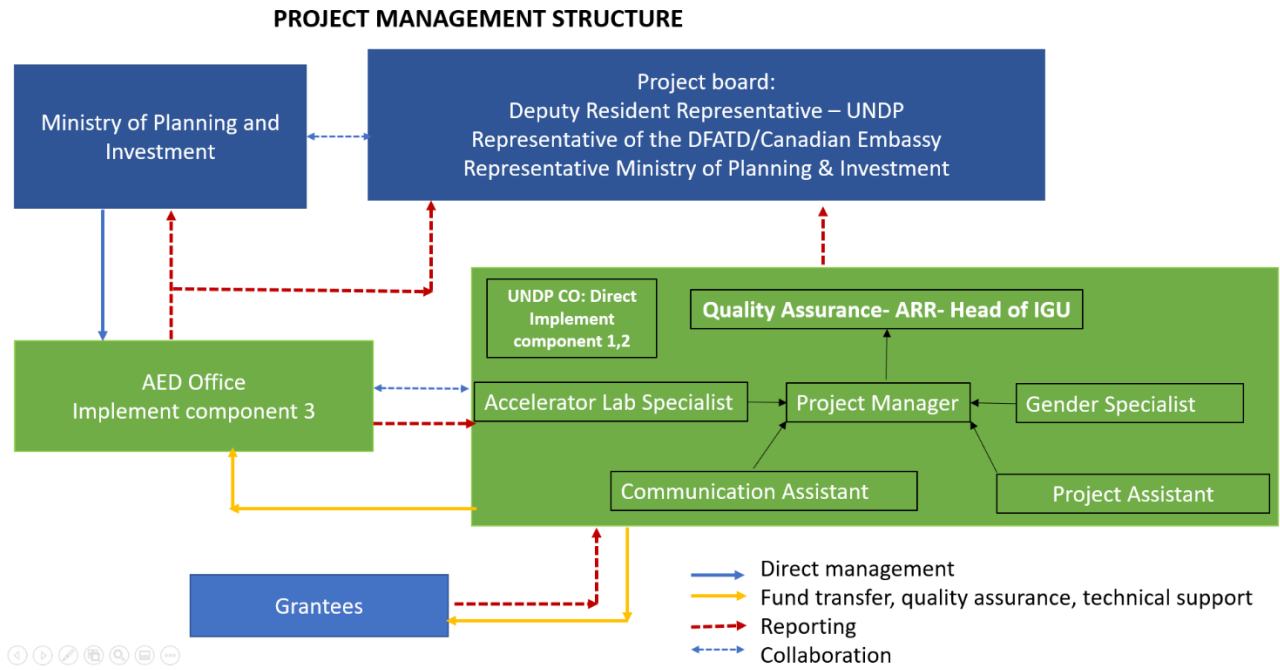 PROJECT MANAGEMENT STRUCTURE
Ministry of Planning and
Investment
Project board:
Deputy Resident Representative – UNDP
Representative of the DFATD/Canadian Embassy
Representative Ministry of Planning & Investment
UNDP CO: Direct
Implement
component 1,2
Quality Assurance- ARR- Head of IGU
AED Office
Implement component 3
Accelerator Lab Specialist
Project Manager
Gender Specialist
Communication Assistant
Project Assistant
Grantees
Direct management
Fund transfer, quality assurance, technical support
Reporting
Collaboration